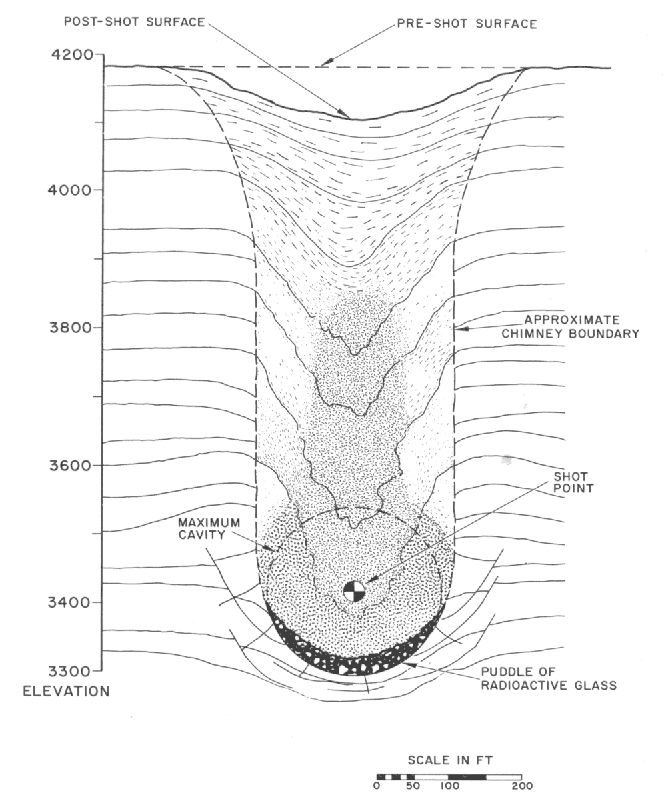 POST-SHOT SURFACE
PRE-SHOT SURFACE
4200
4000
3800
APPROXIMATE
CHIMNEY BOUNDARY
3600
SHOT
POINT
MAXIMUM
CAVITY
3400
3300
ELEVATION
PUDDLE OF
RADIOACTIVE GLASS
SCALE IN FT
0 50 100 200